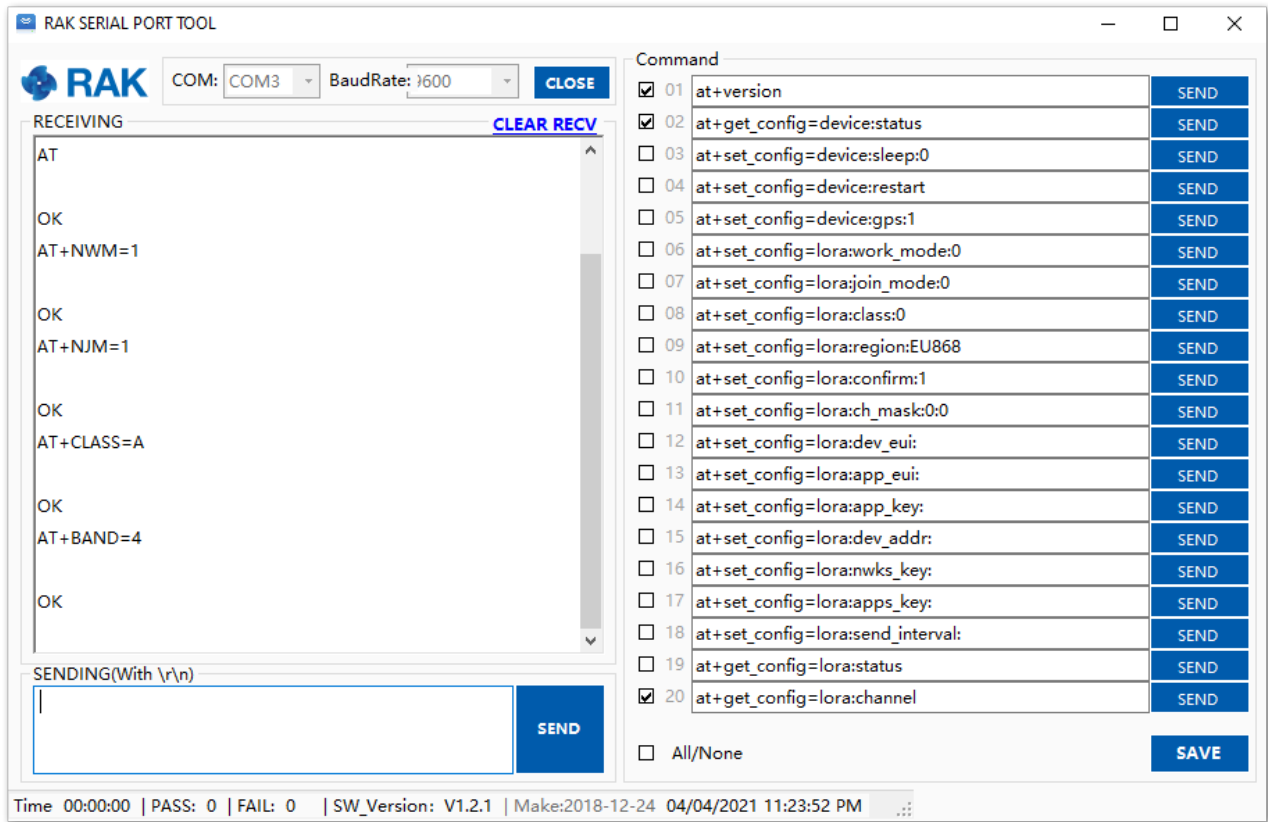 RAK SERIAL PORT TOOL
RAK
COM: COM3 BaudRate: 9600 CLOSE
RECEIVING CLEAR RECV
AT
OK
AT+NWM=1
OK
AT+NJM=1
OK
AT+CLASS=A
OK
AT+BAND=4
OK
SENDING(With \r\n)
SEND
Command
01 at+version SEND
02 at+get_config=device:status SEND
03 at+set_config=device:sleep:0 SEND
04 at+set_config=device:restart SEND
05 at+set_config=device:gps:1 SEND
06 at+set_config=lora:work_mode:0 SEND
07 at+set_config=lora:join_mode:0 SEND
08 at+set_config=lora:class:0 SEND
09 at+set_config=lora:region:EU868 SEND
10 at+set_config=lora:confirm:1 SEND
11 at+set_config=lora:ch_mask:0:0 SEND
12 at+set_config=lora:dev_eui: SEND
13 at+set_config=lora:app_eui: SEND
14 at+set_config=lora:app_key: SEND
15 at+set_config=lora:dev_addr: SEND
16 at+set_config=lora:nwks_key: SEND
17 at+set_config=lora:apps_key: SEND
18 at+set_config=lora:send_interval: SEND
19 at+get_config=lora:status SEND
20 at+get_config=lora:channel SEND
All/None SAVE
Time 00:00:00 | PASS: 0 | FAIL: 0 | SW_Version: V1.2.1 | Make:2018-12-24 04/04/2021 11:23:52 PM